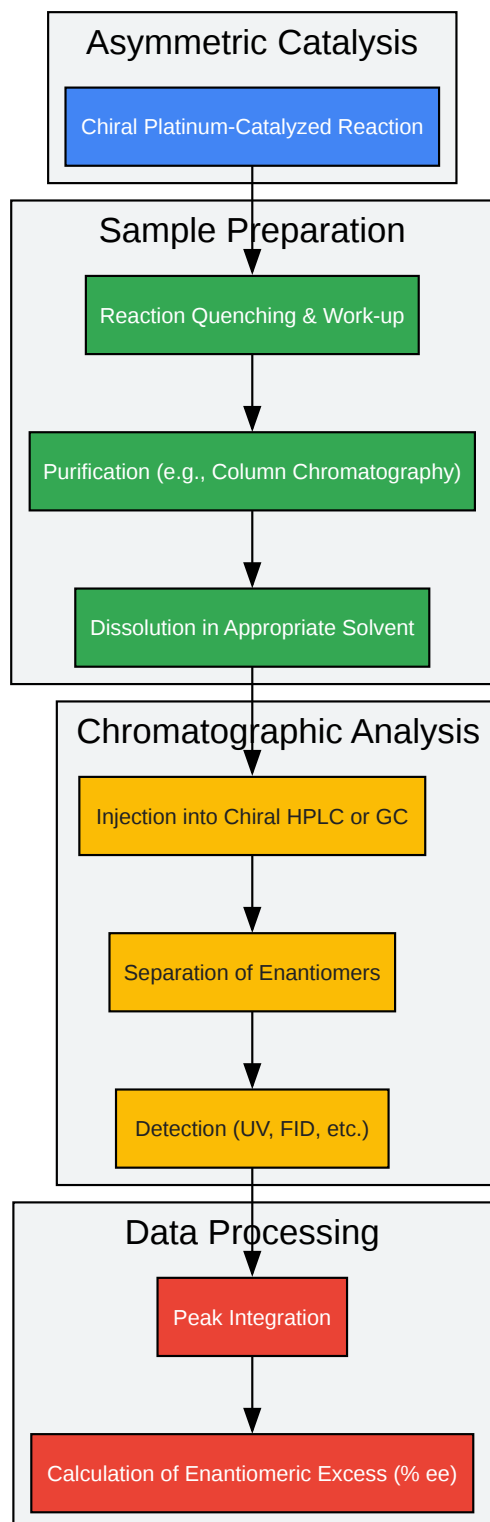 Asymmetric Catalysis
Chiral Platinum-Catalyzed Reaction
Sample Preparation
Reaction Quenching & Work-up
Purification (e.g., Column Chromatography)
Dissolution in Appropriate Solvent
Chromatographic Analysis
Injection into Chiral HPLC or GC
Separation of Enantiomers
Detection (UV, FID, etc.)
Data Processing
Peak Integration
Calculation of Enantiomeric Excess (% ee)